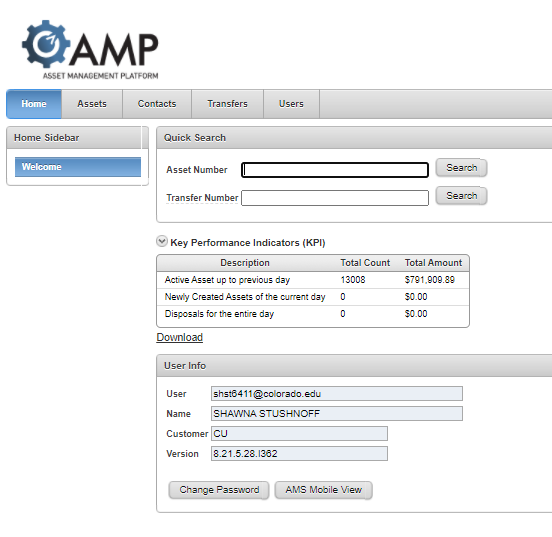 AMP
ASSET MANAGEMENT PLATFORM
Home Assets Contacts Transfers Users
Home Sidebar
Welcome
Quick Search
Asset Number Search
Transfer Number Search
Key Performance Indicators (KPI)
Description Total Count Total Amount
Active Asset up to previous day 13008 $791,909.89
Newly Created Assets of the current day 0 $0.00
Disposals for the entire day 0 $0.00
Download
User Info
User shst6411@colorado.edu
Name SHAWNA STUSHNOFF
Customer CU
Version 8.21.5.28.I362
Change Password AMS Mobile View